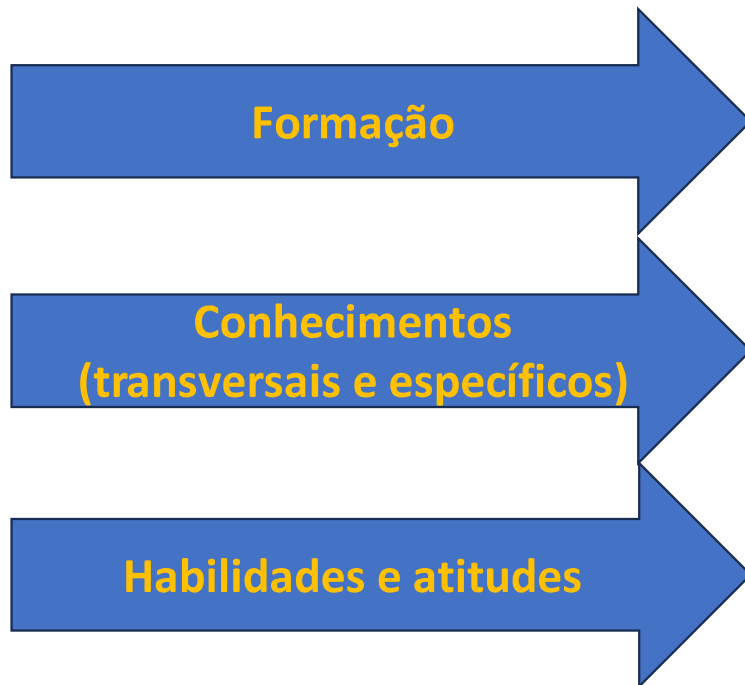 Formação
Conhecimentos
(transversais e específicos)
Habilidades e atitudes